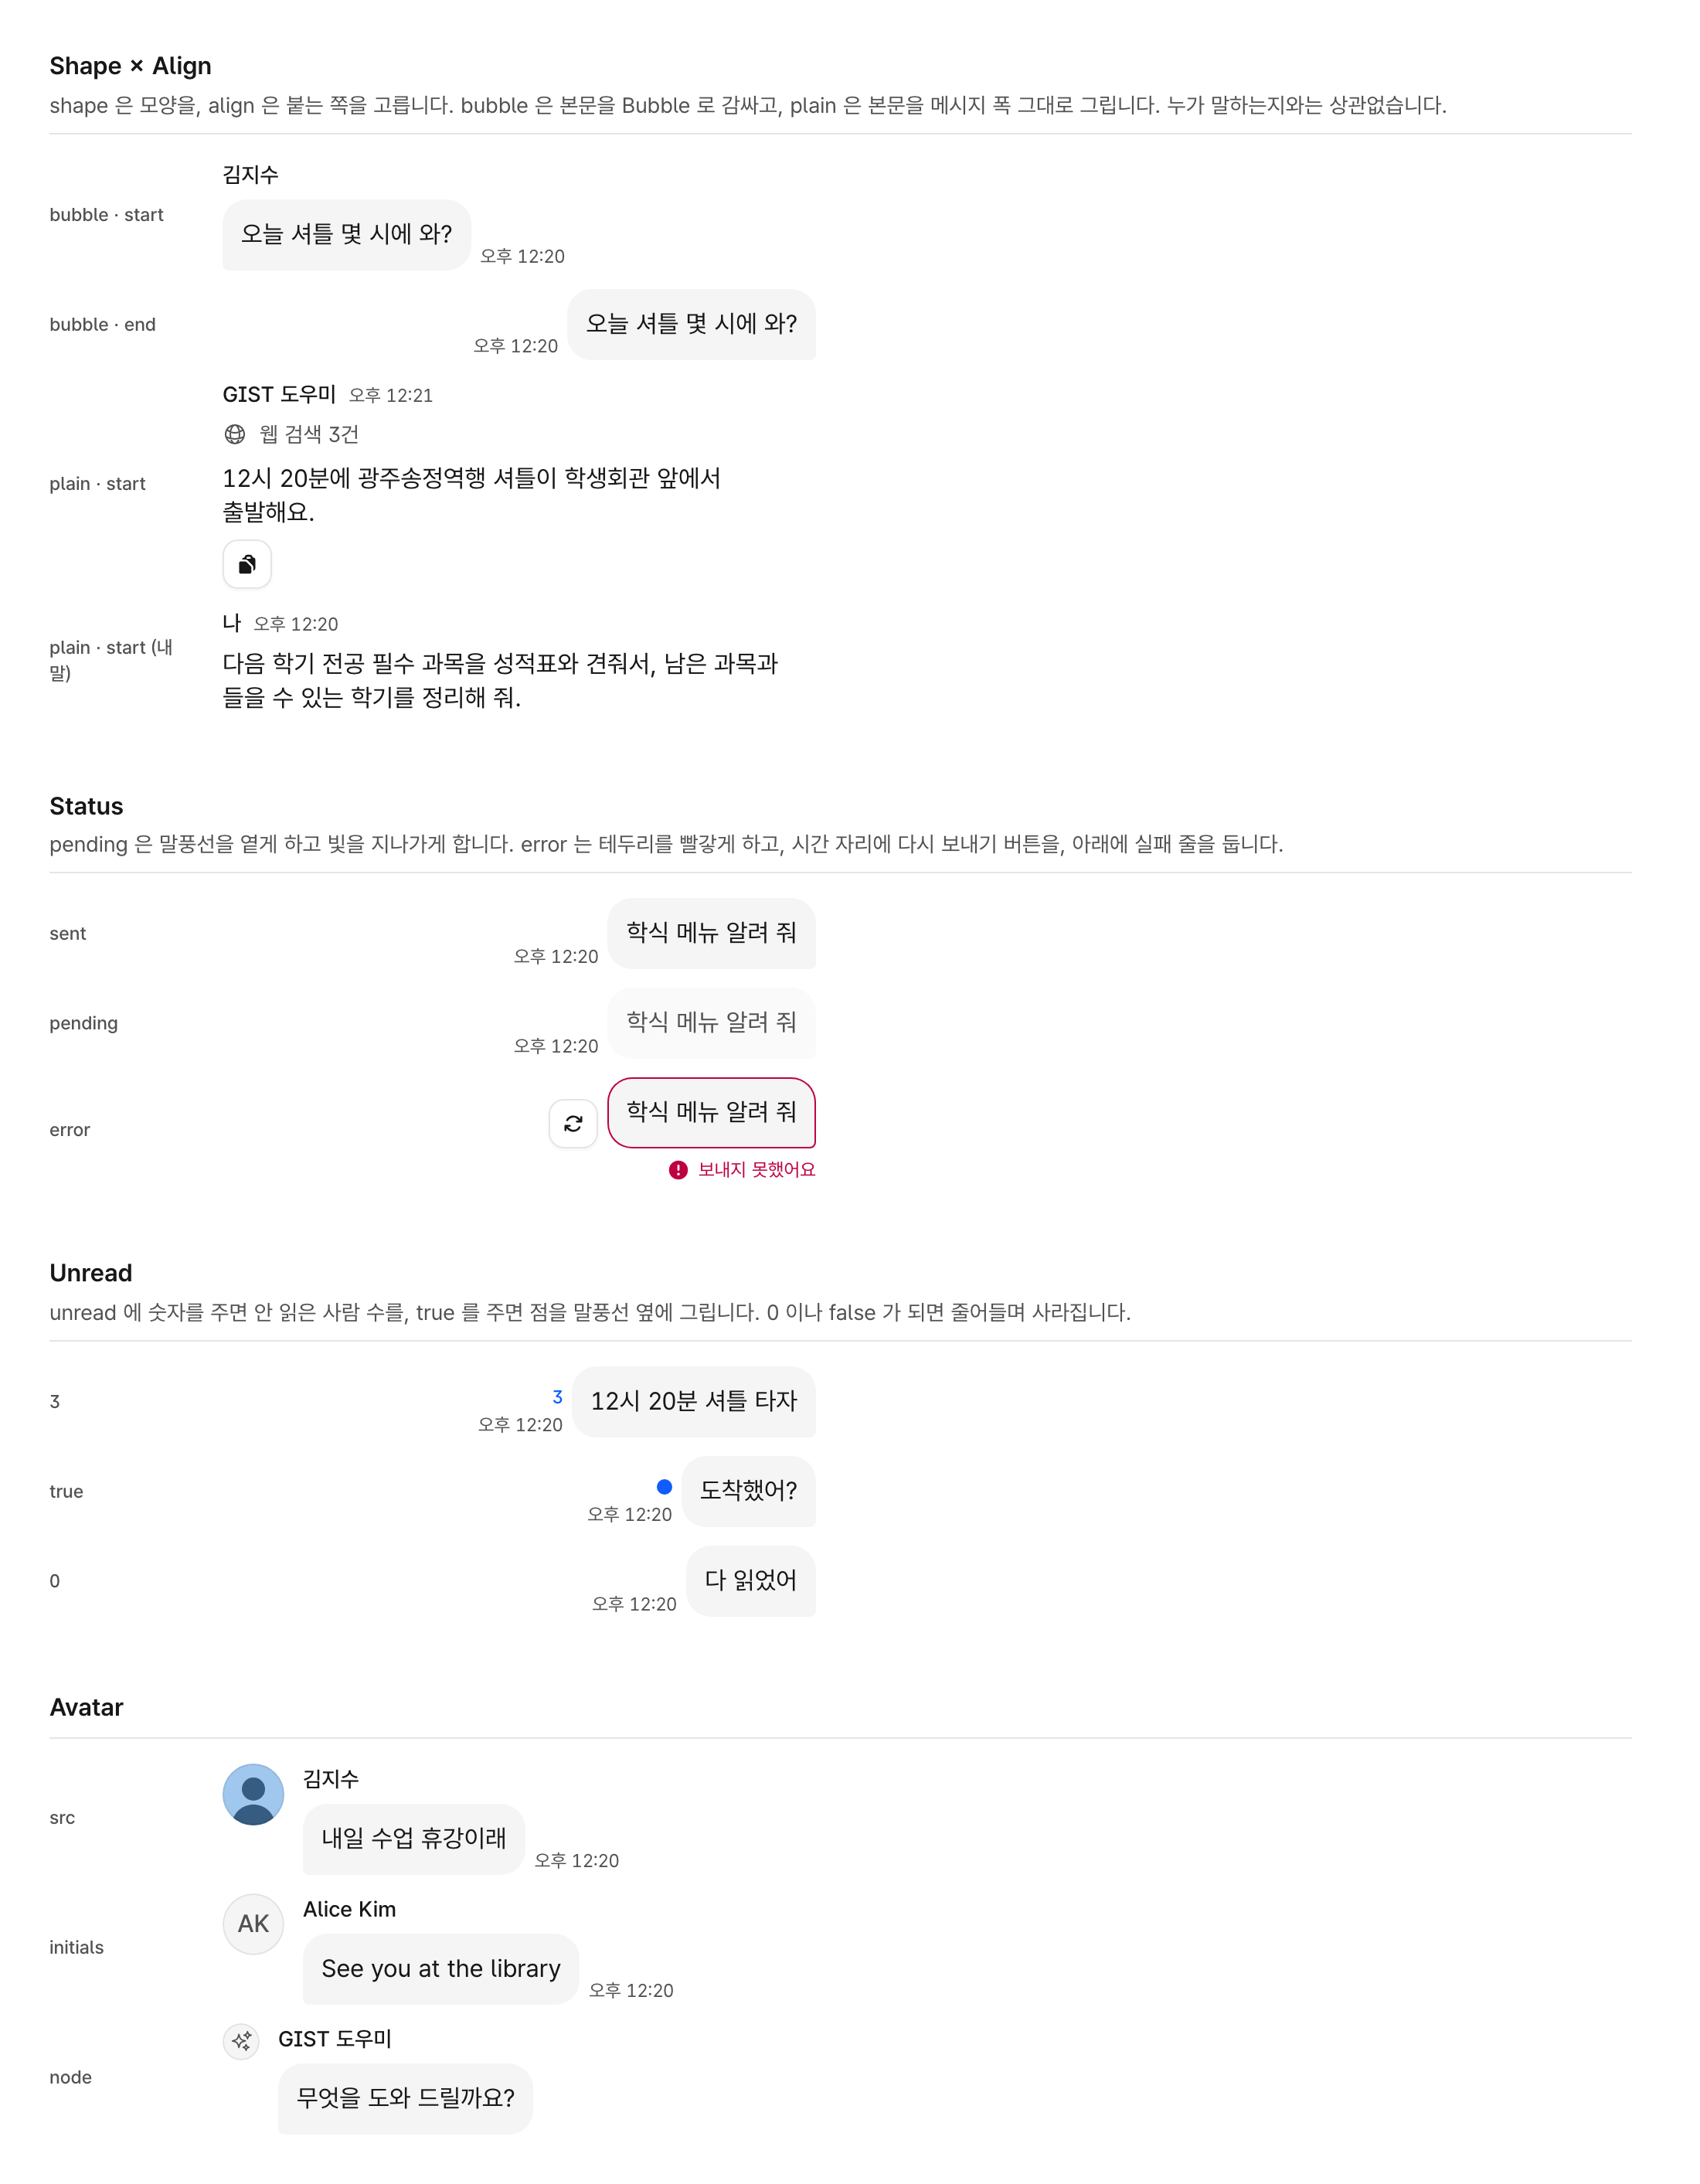 Shape × Align
shape 은 모양을, align 은 붙는 쪽을 고릅니다. bubble 은 본문을 Bubble 로 감싸고, plain 은 본문을 메시지 폭 그대로 그립니다. 누가 말하는지와는 상관없습니다.
bubble · start
김지수
오늘 셔틀 몇 시에 와?
오후 12:20
bubble · end
오늘 셔틀 몇 시에 와?
오후 12:20
plain · start
GIST 도우미 오후 12:21
웹 검색 3건
12시 20분에 광주송정역행 셔틀이 학생회관 앞에서
출발해요.
plain · start (내
말)
나 오후 12:20
다음 학기 전공 필수 과목을 성적표와 견줘서, 남은 과목과
들을 수 있는 학기를 정리해 줘.
Status
pending 은 말풍선을 옅게 하고 빛을 지나가게 합니다. error 는 테두리를 빨갛게 하고, 시간 자리에 다시 보내기 버튼을, 아래에 실패 줄을 둡니다.
sent
학식 메뉴 알려 줘
오후 12:20
pending
학식 메뉴 알려 줘
오후 12:20
error
학식 메뉴 알려 줘
보내지 못했어요
Unread
unread 에 숫자를 주면 안 읽은 사람 수를, true 를 주면 점을 말풍선 옆에 그립니다. 0 이나 false 가 되면 줄어들며 사라집니다.
3
3
12시 20분 셔틀 타자
오후 12:20
true
도착했어?
오후 12:20
0
다 읽었어
오후 12:20
Avatar
src
김지수
내일 수업 휴강이래
오후 12:20
initials
AK
Alice Kim
See you at the library
오후 12:20
node
GIST 도우미
무엇을 도와 드릴까요?